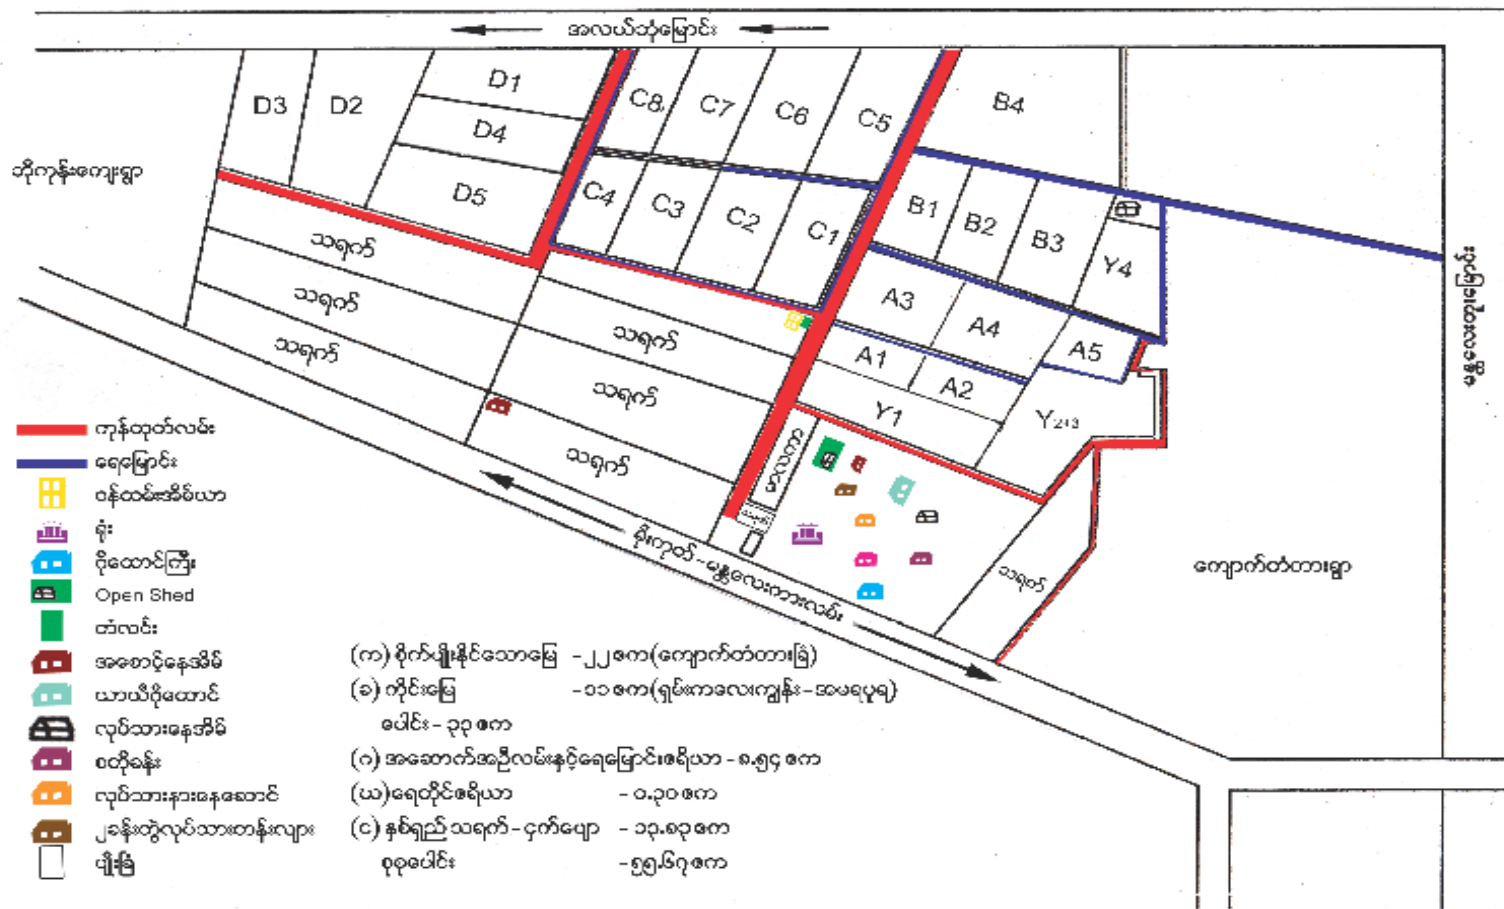 အလယ်ဘုံမြောင်း
D3
D2
D1
D4
D5
C8
C7
C6
C5
C4
C3
C2
C1
B4
B1
B2
B3
Y4
A3
A4
A5
A1
A2
Y1
Y2+3
ဘိုကုန်းကျေးရွာ
သရက်
သရက်
သရက်
သရက်
သရက်
သရက်
သရက်
မိုးကုတ် - မန္တလေးကားလမ်း
ကျောက်တံတားရွာ
ကုန်ထုတ်လမ်း
ရေမြောင်း
ဝန်ထမ်းအိမ်ယာ
ရုံး
ဂိုထောင်ကြီး
Open Shed
တံလင်း
အစောင့်နေအိမ်
ယာယီဂိုထောင်
လုပ်သားနေအိမ်
စတိုခန်း
လုပ်သားနားနေဆောင်
၂ခန်းတွဲလုပ်သားတန်းလျား
ပျိုးခြံ
(က) စိုက်ပျိုးနိုင်သောမြေ - ၂၂ဧက(ကျောက်တံတားခြံ)
(ခ) ကိုင်းမြေ - ၁၁ဧက(ရှမ်းကလေးကျွန်း - အမရပူရ)
ပေါင်း - ၃၃ ဧက
(ဂ) အဆောက်အဦလမ်းနှင့်ရေမြောင်းဧရိယာ - ၈.၅၄ ဧက
(ဃ) ရေတိုင်ဧရိယာ - ၀.၃၀ ဧက
(င) နှစ်ရှည် သရက် - ငှက်ပျော - ၁၃.၈၃ ဧက
စုစုပေါင်း - ၅၅.၆၇ ဧက